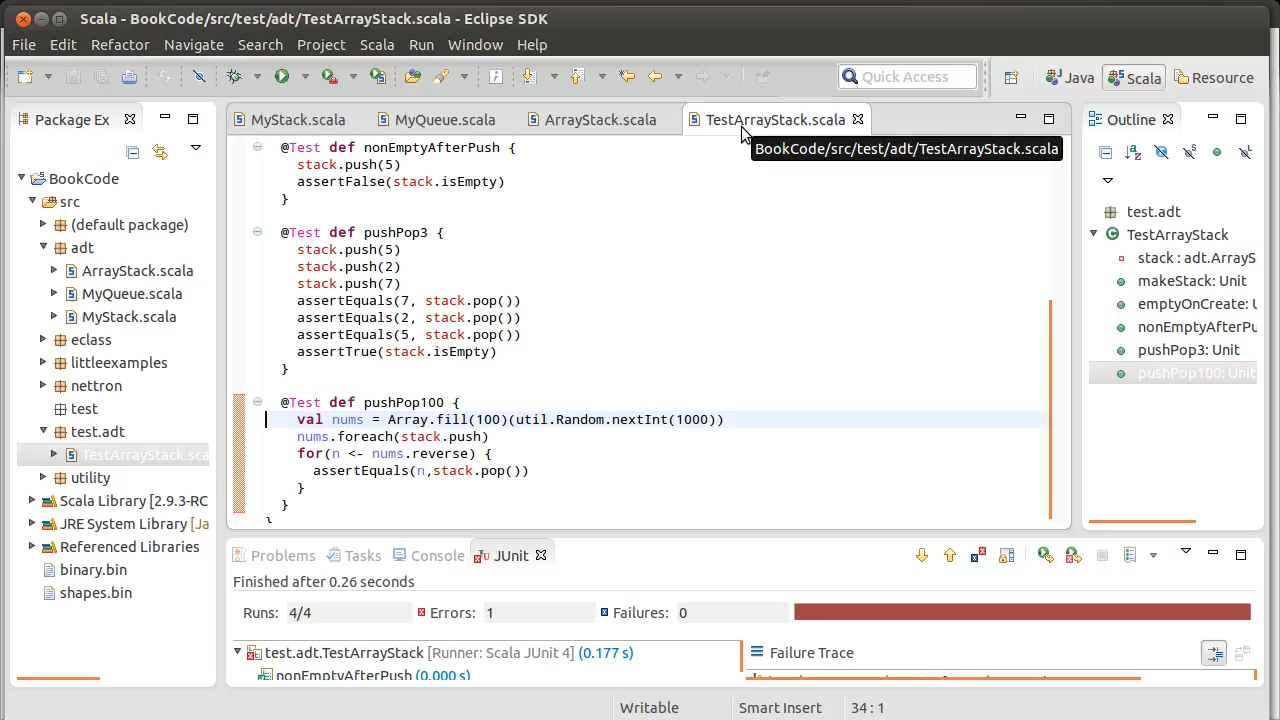 Scala - BookCode/src/test/adt/TestArrayStack.scala - Eclipse SDK
File Edit Refactor Navigate Search Project Scala Run Window Help
Quick Access
Java Scala Resource
Package Ex
BookCode
src
(default package)
adt
ArrayStack.scala
MyQueue.scala
MyStack.scala
eclass
littleexamples
nettron
test
test.adt
TestArrayStack.sca
utility
Scala Library [2.9.3-RC
JRE System Library [Ja
Referenced Libraries
binary.bin
shapes.bin
MyStack.scala MyQueue.scala ArrayStack.scala TestArrayStack.scala
BookCode/src/test/adt/TestArrayStack.scala
@Test def nonEmptyAfterPush {
stack.push(5)
assertFalse(stack.isEmpty)
}
@Test def pushPop3 {
stack.push(5)
stack.push(2)
stack.push(7)
assertEquals(7, stack.pop())
assertEquals(2, stack.pop())
assertEquals(5, stack.pop())
assertTrue(stack.isEmpty)
}
@Test def pushPop100 {
val nums = Array.fill(100)(util.Random.nextInt(1000))
nums.foreach(stack.push)
for(n <- nums.reverse) {
assertEquals(n,stack.pop())
}
}
}
Outline
test.adt
TestArrayStack
stack : adt.ArrayS
makeStack: Unit
emptyOnCreate: U
nonEmptyAfterPu
pushPop3: Unit
pushPop100: Unit
Problems Tasks Console JUnit
Finished after 0.26 seconds
Runs: 4/4 Errors: 1 Failures: 0
test.adt.TestArrayStack [Runner: Scala JUnit 4] (0.177 s)
nonEmptyAfterPush (0.000 s)
Failure Trace
Writable Smart Insert 34 : 1